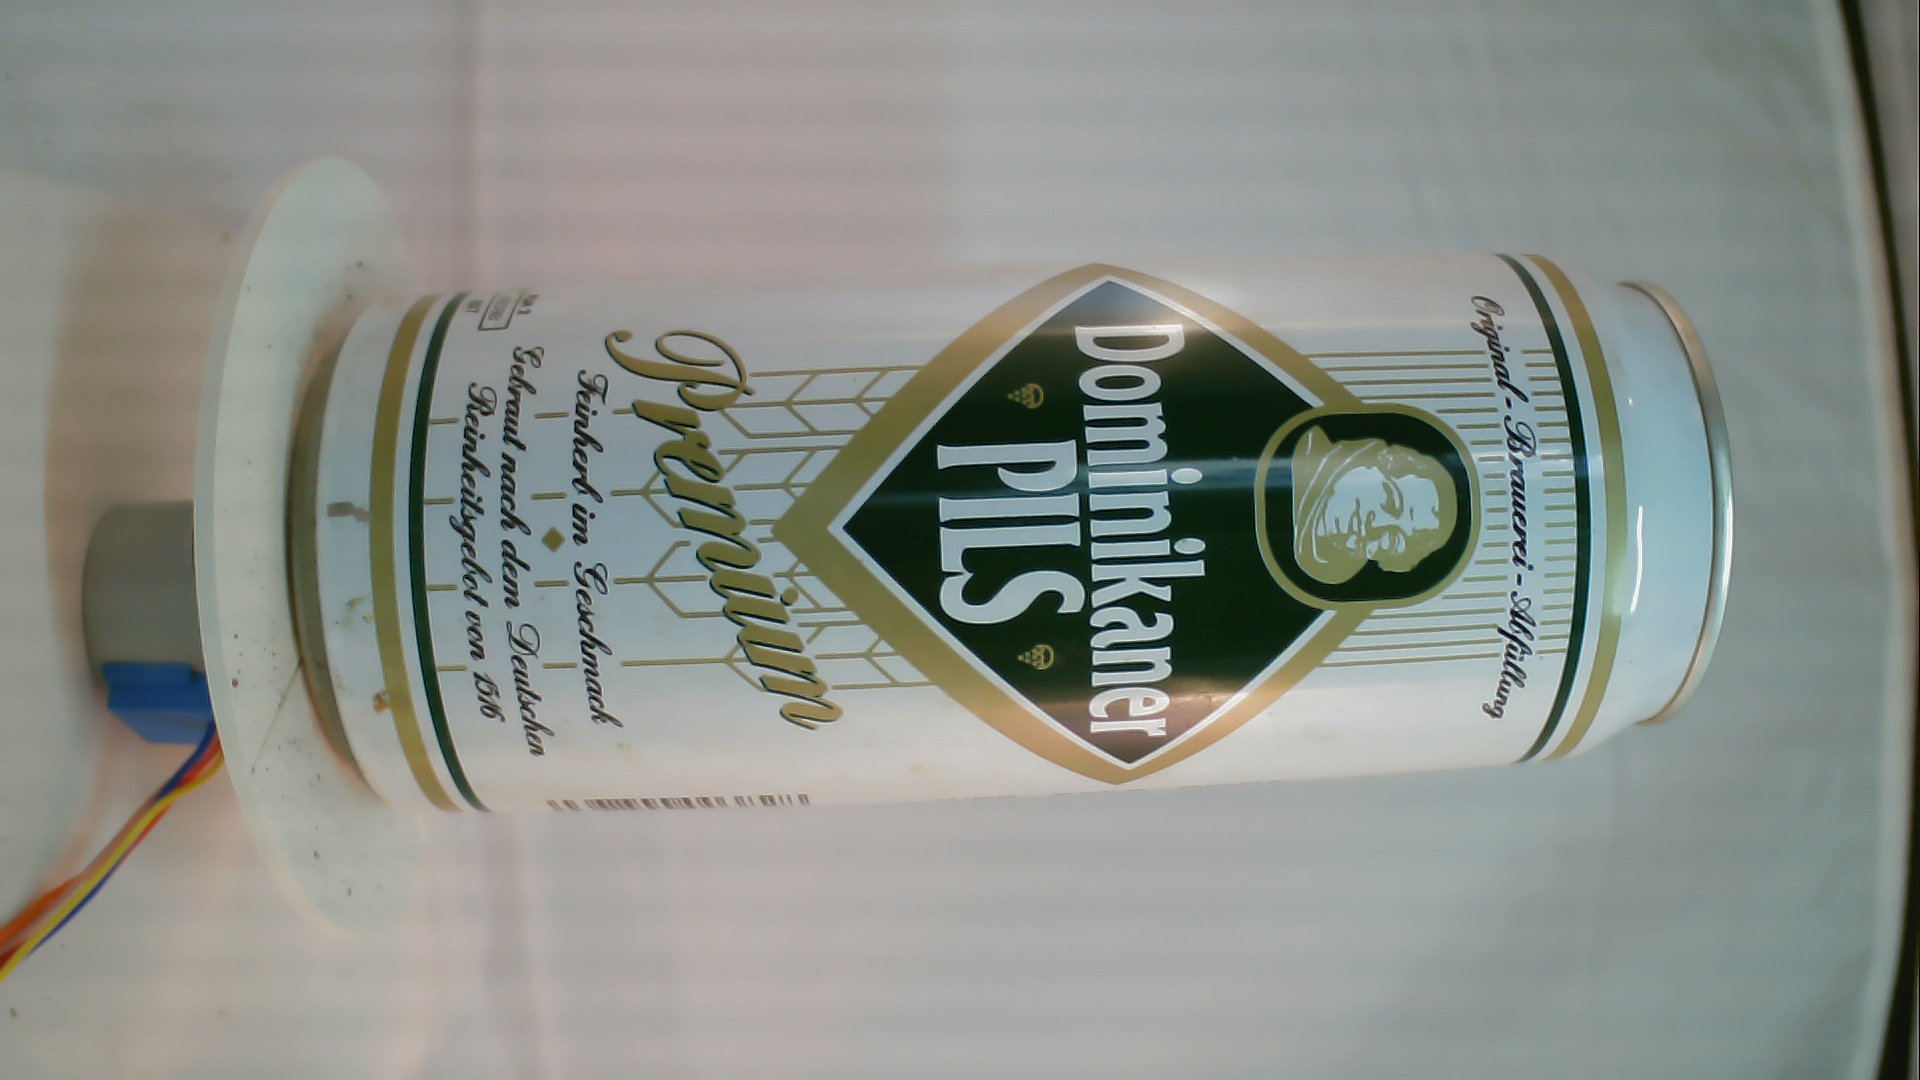 Original-Brauerei-Abfüllung
Dominikaner
PILS
Premium
Feinherb im Geschmack
Gebraut nach dem Deutschen
Reinheitsgebot von 1516